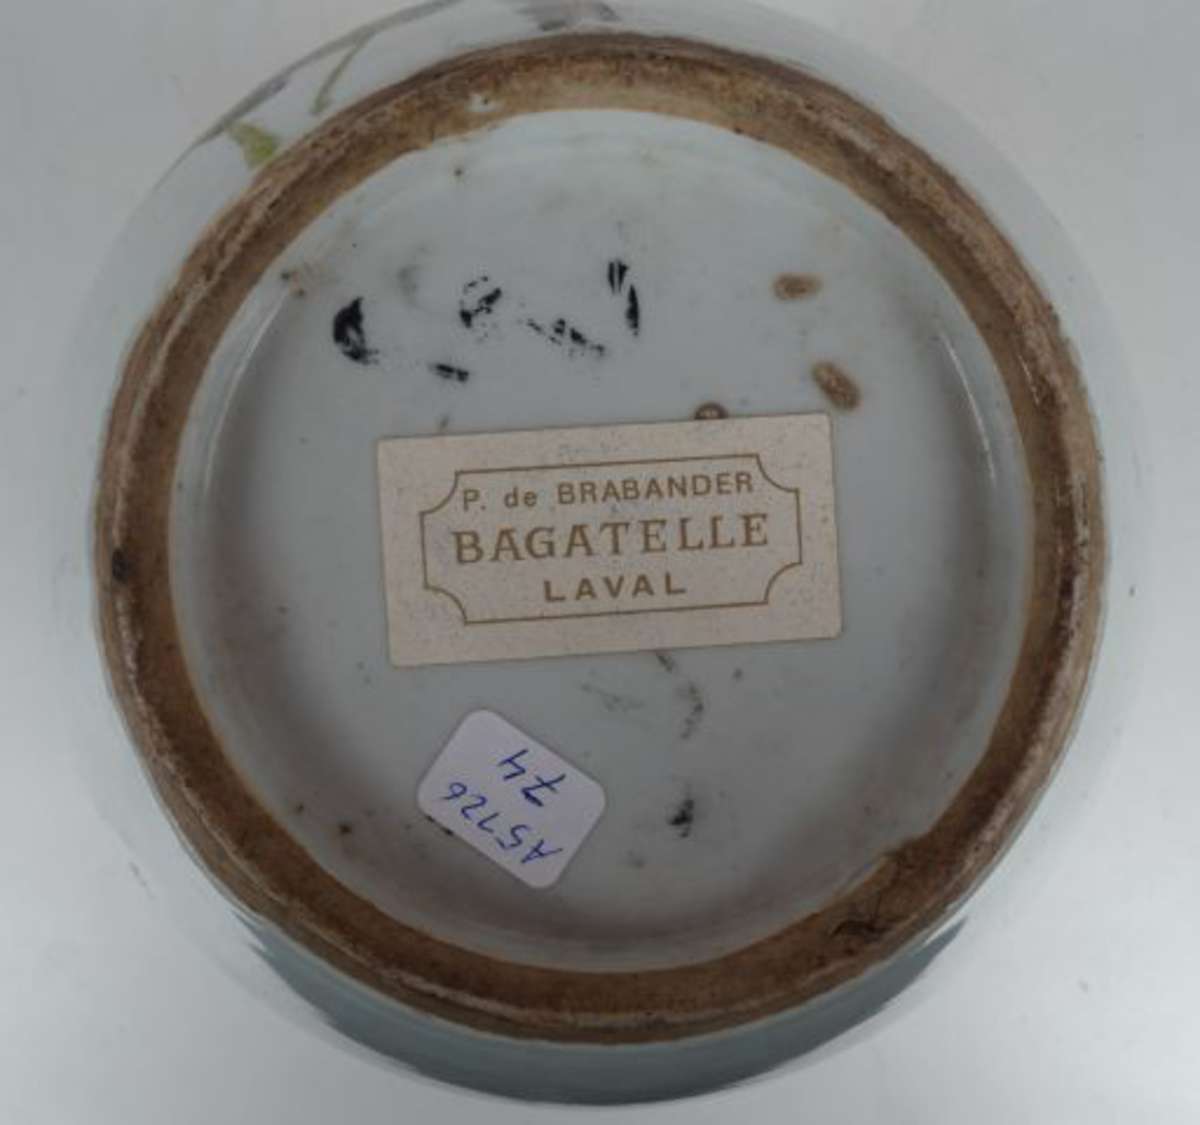 P. de BRABANDER
BAGATELLE
LAVAL
A5726
74